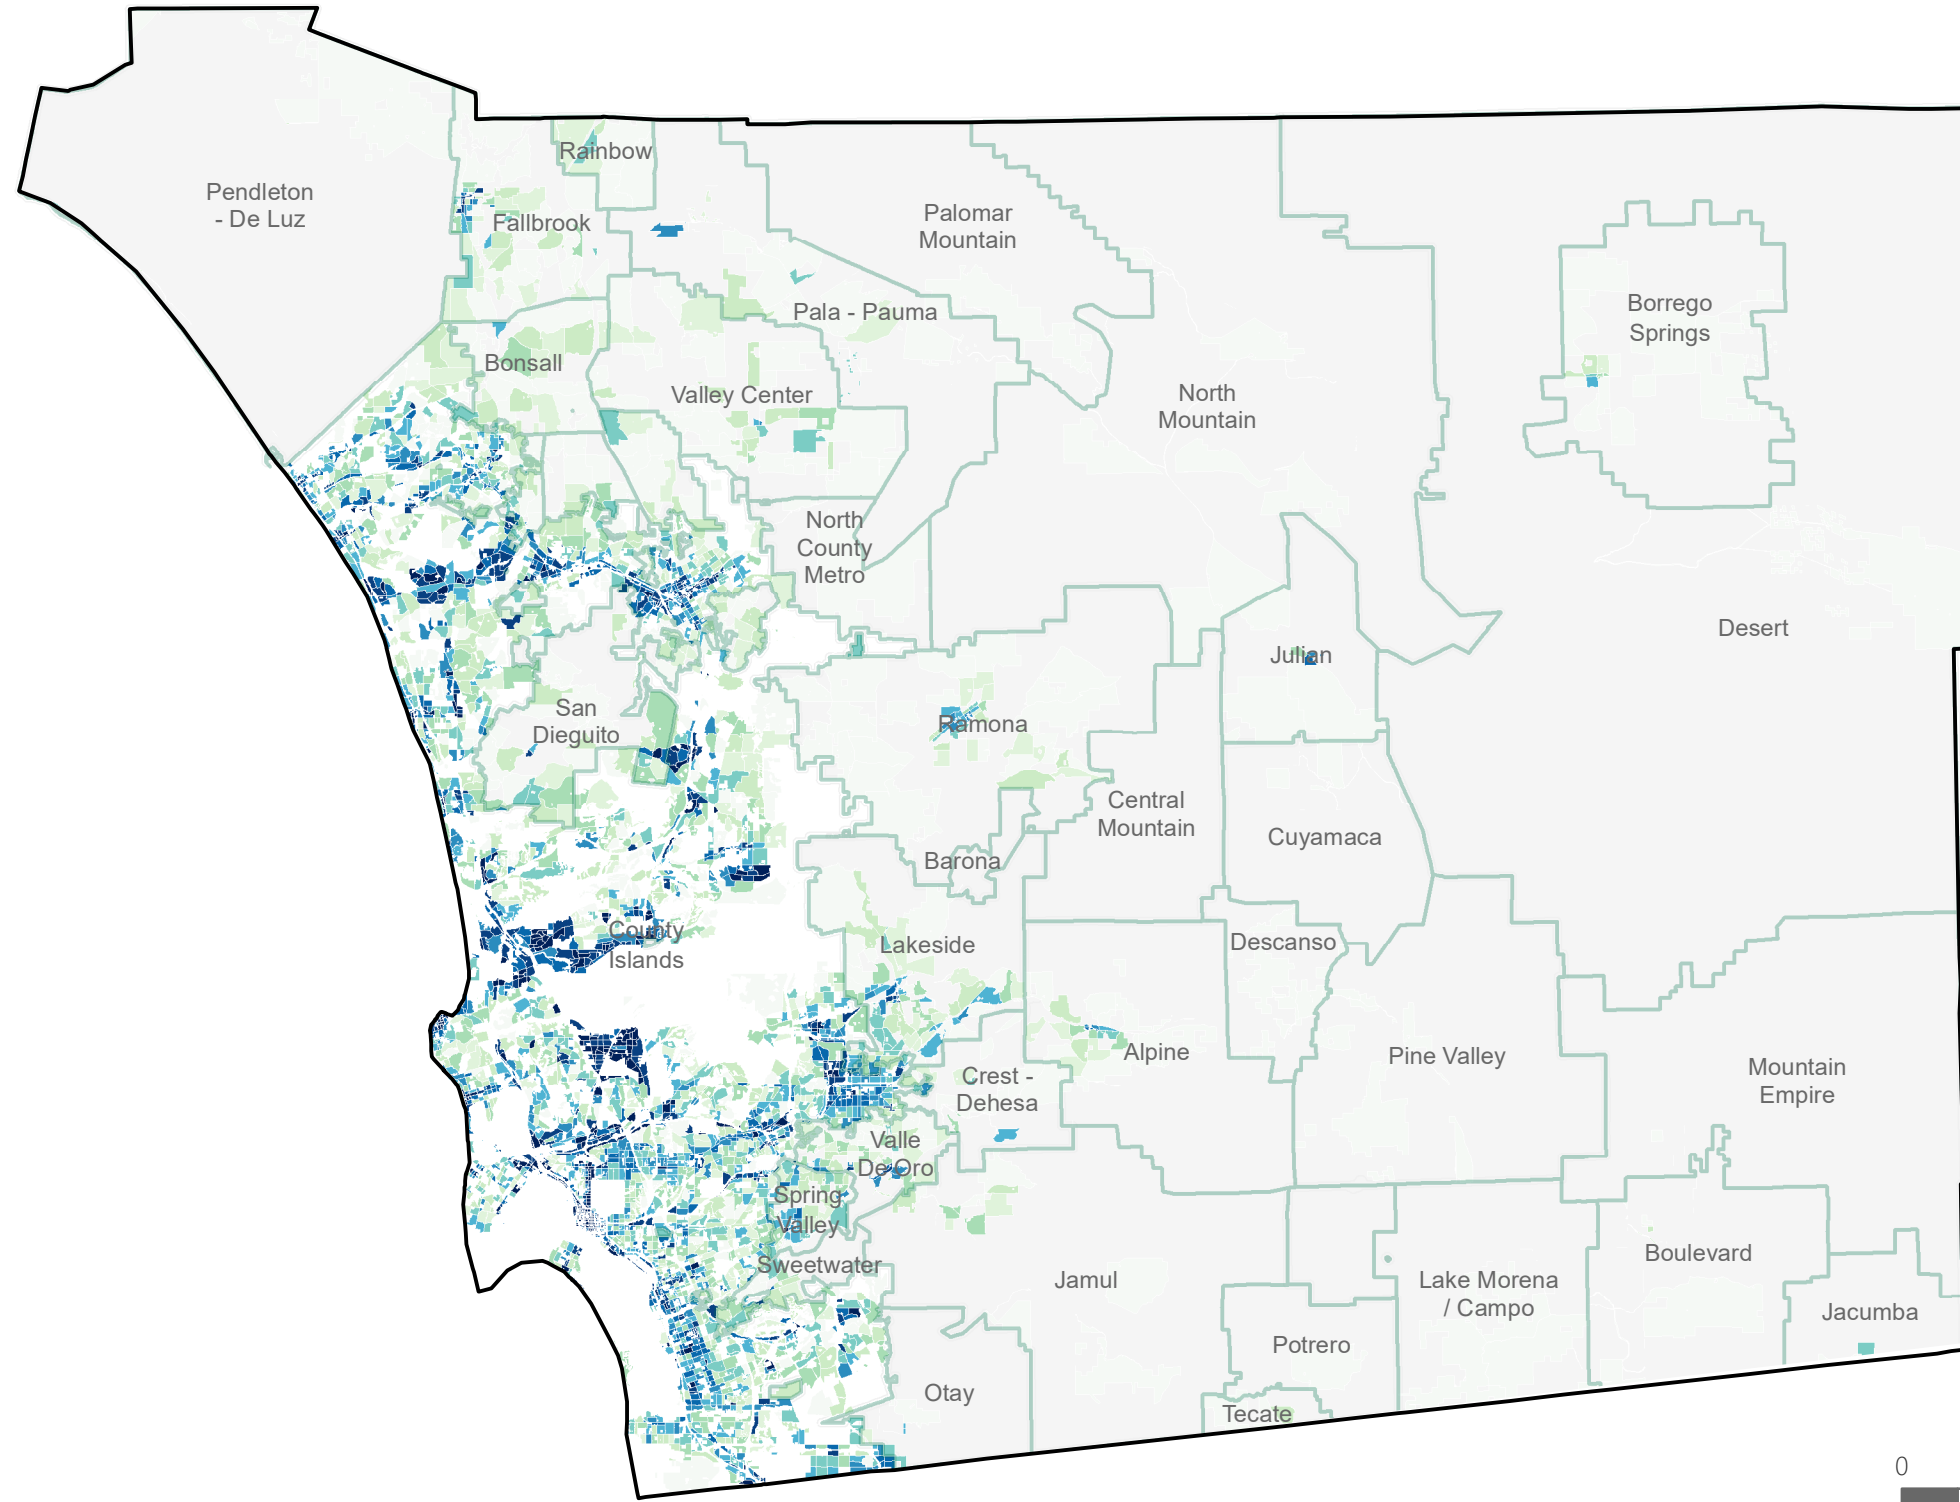 Rainbow
Pendleton
- De Luz
Fallbrook
Palomar
Mountain
Borrego
Springs
Pala - Pauma
Bonsall
Valley Center
North
Mountain
North
County
Metro
Desert
Julian
San
Dieguito
Ramona
Central
Mountain
Cuyamaca
Barona
County
Islands
Lakeside
Descanso
Alpine
Pine Valley
Mountain
Empire
Crest -
Dehesa
Valle
De Oro
Spring
Valley
Sweetwater
Jamul
Lake Morena
/ Campo
Boulevard
Jacumba
Potrero
Otay
Tecate
0